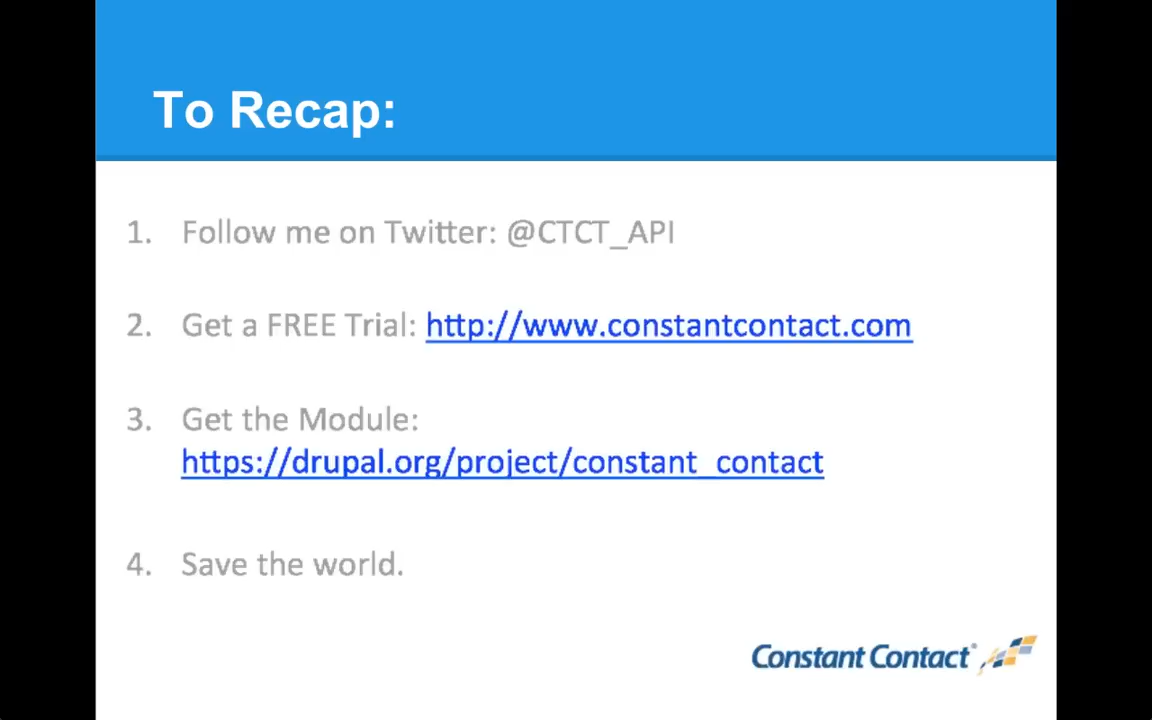 To Recap:
1. Follow me on Twitter: @CTCT_API
2. Get a FREE Trial: http://www.constantcontact.com
3. Get the Module:
https://drupal.org/project/constant_contact
4. Save the world.
Constant Contact®